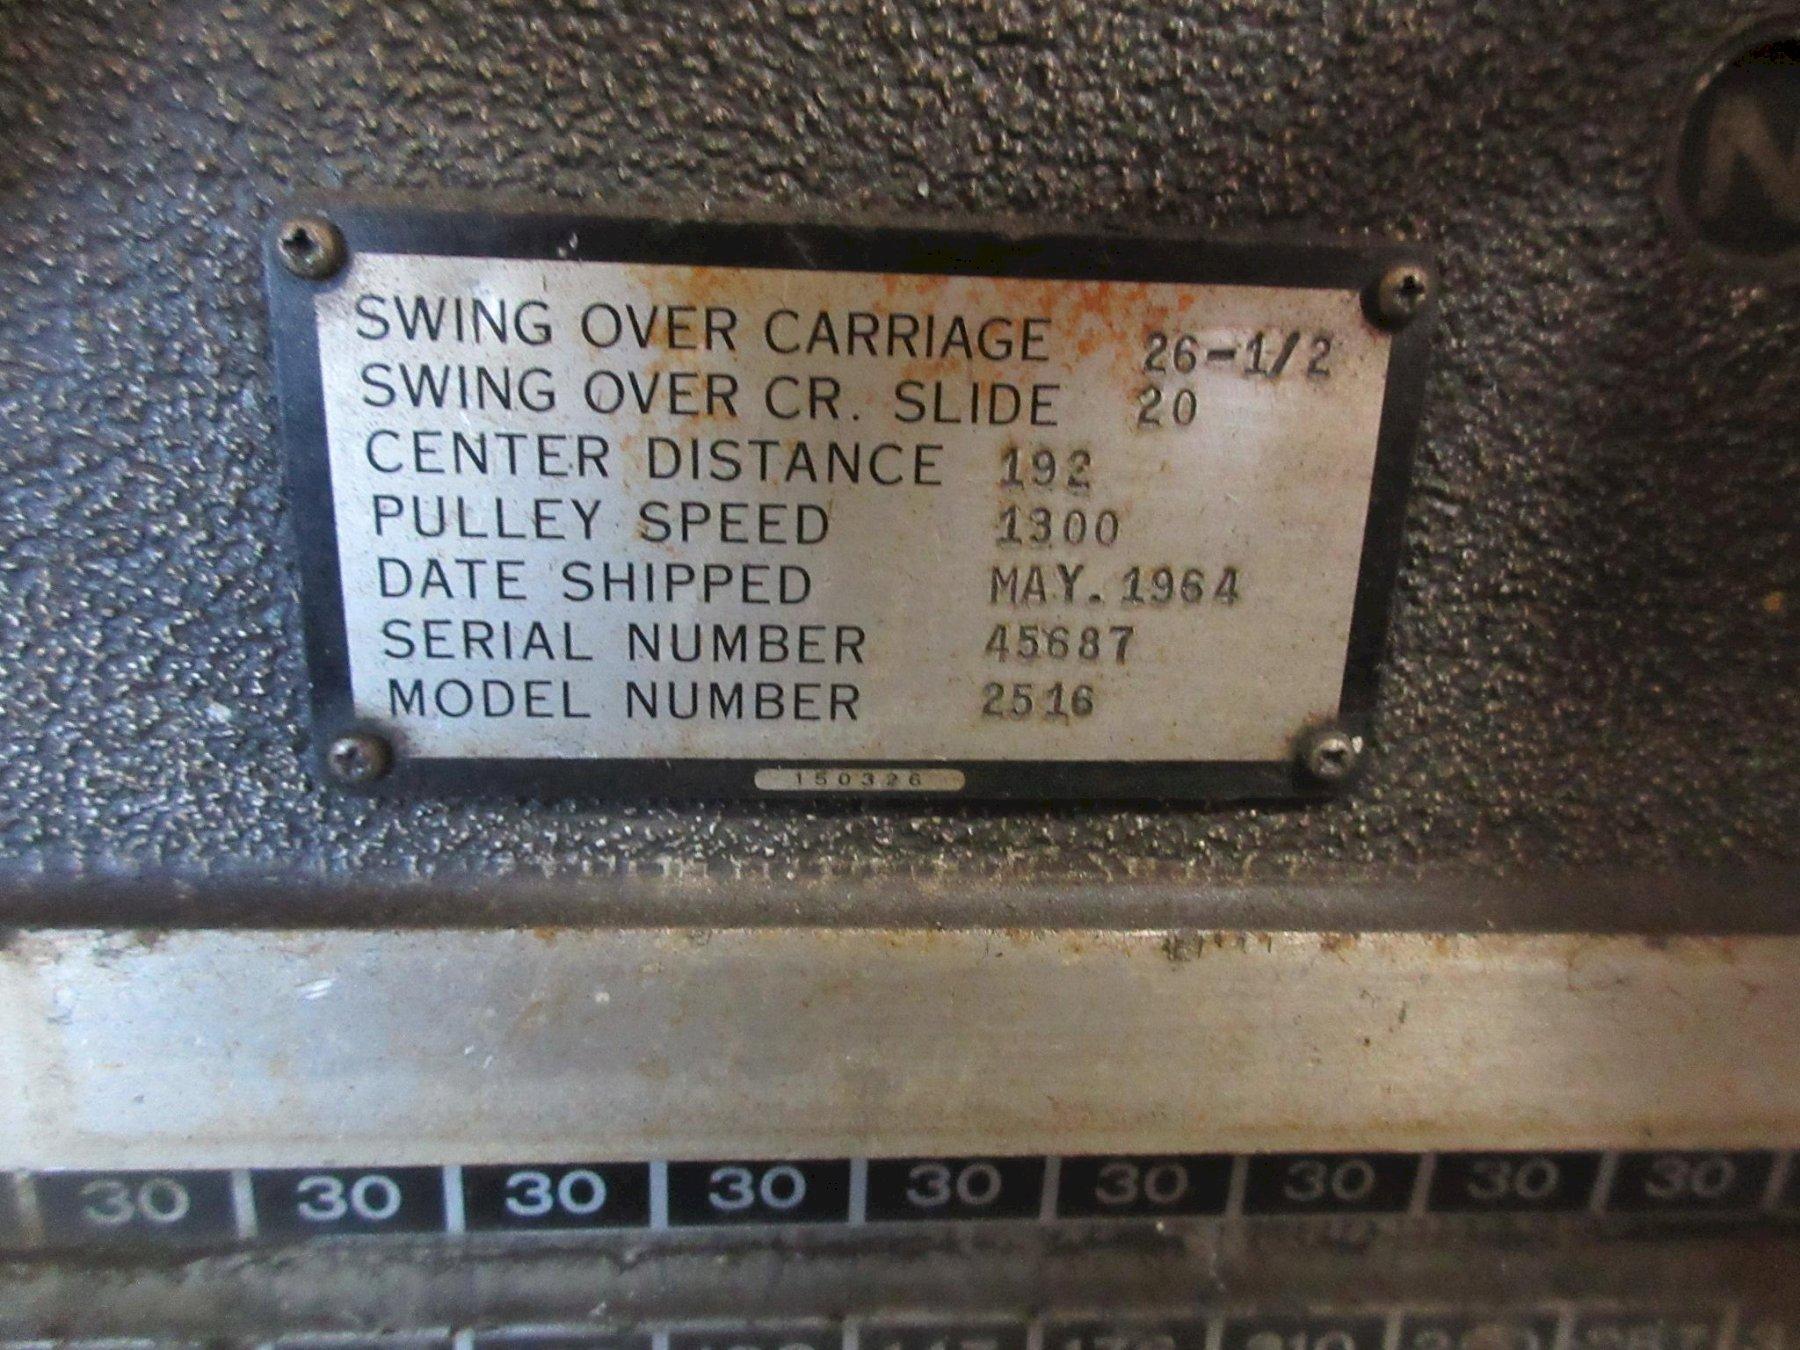 N
SWING OVER CARRIAGE 26-1/2
SWING OVER CR. SLIDE 20
CENTER DISTANCE 192
PULLEY SPEED 1300
DATE SHIPPED MAY. 1964
SERIAL NUMBER 45687
MODEL NUMBER 2516
150326
30 30 30 30 30 30 30 30 30